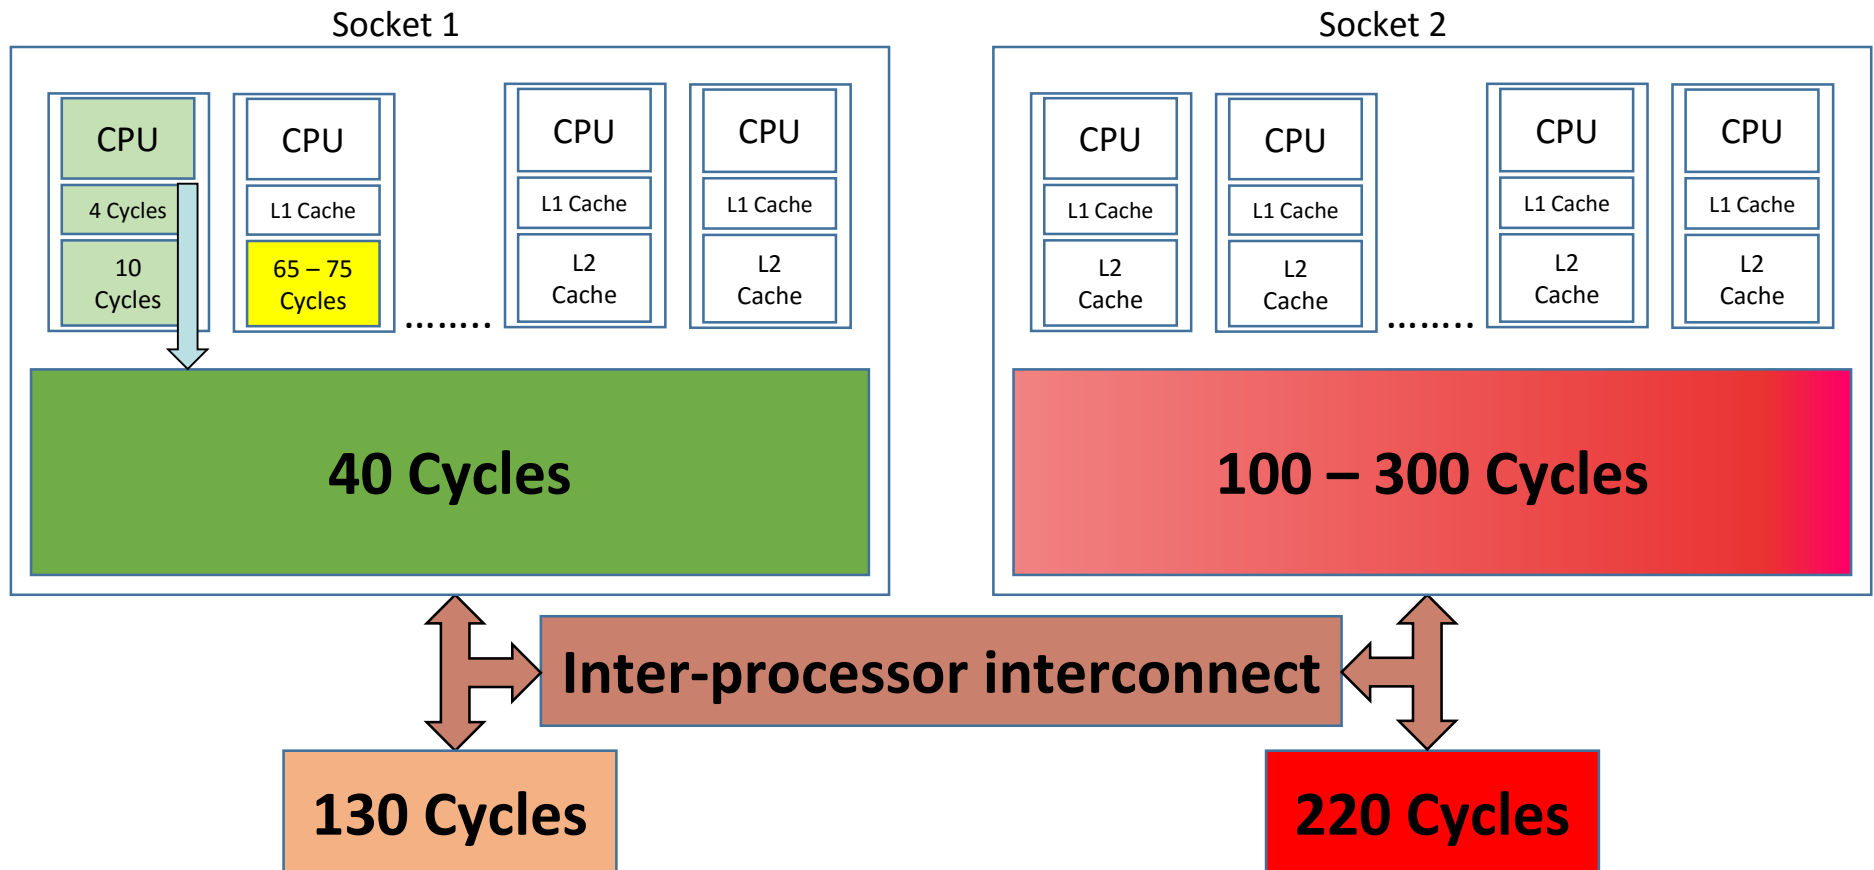 Socket 1
CPU
4 Cycles
10
Cycles
CPU
L1 Cache
65 – 75
Cycles
........
CPU
L1 Cache
L2
Cache
CPU
L1 Cache
L2
Cache
40 Cycles
Socket 2
CPU
L1 Cache
L2
Cache
CPU
L1 Cache
L2
Cache
........
CPU
L1 Cache
L2
Cache
CPU
L1 Cache
L2
Cache
100 – 300 Cycles
Inter-processor interconnect
130 Cycles
220 Cycles